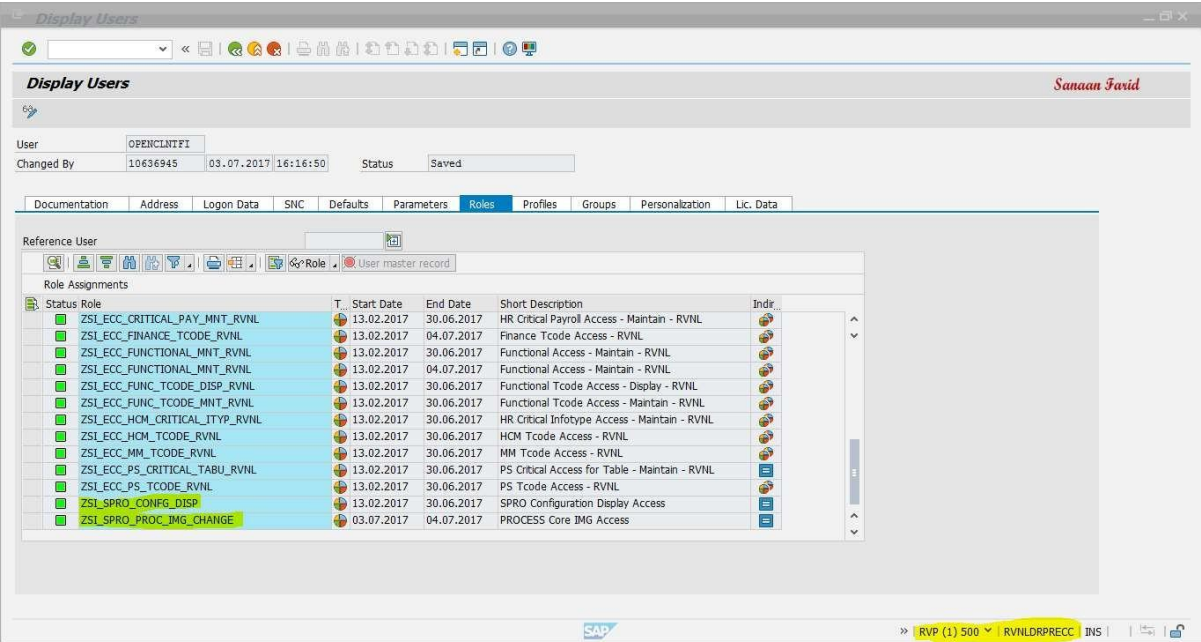 Display Users
Display Users
Sanaan Farid
User OPENCLNTFI
Changed By 10636945 03.07.2017 16:16:50 Status Saved
Documentation Address Logon Data SNC Defaults Parameters Roles Profiles Groups Personalization Lic. Data
Reference User
Role User master record
Role Assignments
Status Role T... Start Date End Date Short Description Indir...
ZSI_ECC_CRITICAL_PAY_MNT_RVNL 13.02.2017 30.06.2017 HR Critical Payroll Access - Maintain - RVNL
ZSI_ECC_FINANCE_TCODE_RVNL 13.02.2017 04.07.2017 Finance Tcode Access - RVNL
ZSI_ECC_FUNCTIONAL_MNT_RVNL 13.02.2017 30.06.2017 Functional Access - Maintain - RVNL
ZSI_ECC_FUNCTIONAL_MNT_RVNL 13.02.2017 04.07.2017 Functional Access - Maintain - RVNL
ZSI_ECC_FUNC_TCODE_DISP_RVNL 13.02.2017 30.06.2017 Functional Tcode Access - Display - RVNL
ZSI_ECC_FUNC_TCODE_MNT_RVNL 13.02.2017 30.06.2017 Functional Tcode Access - Maintain - RVNL
ZSI_ECC_HCM_CRITICAL_ITYP_RVNL 13.02.2017 30.06.2017 HR Critical Infotype Access - Maintain - RVNL
ZSI_ECC_HCM_TCODE_RVNL 13.02.2017 30.06.2017 HCM Tcode Access - RVNL
ZSI_ECC_MM_TCODE_RVNL 13.02.2017 30.06.2017 MM Tcode Access - RVNL
ZSI_ECC_PS_CRITICAL_TABU_RVNL 13.02.2017 30.06.2017 PS Critical Access for Table - Maintain - RVNL
ZSI_ECC_PS_TCODE_RVNL 13.02.2017 30.06.2017 PS Tcode Access - RVNL
ZSI_SPRO_CONFG_DISP 13.02.2017 30.06.2017 SPRO Configuration Display Access
ZSI_SPRO_PROC_IMG_CHANGE 03.07.2017 04.07.2017 PROCESS Core IMG Access
SAP » RVP (1) 500 RVNLDRPRECC INS